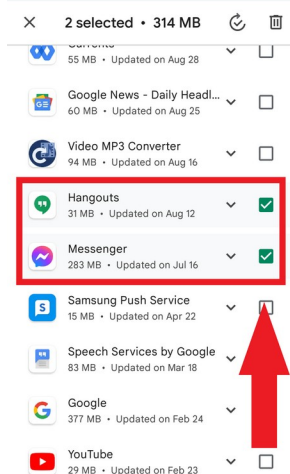 2 selected • 314 MB
Currents
55 MB • Updated on Aug 28
Google News - Daily Headl...
GE
60 MB • Updated on Aug 25
Video MP3 Converter
94 MB • Updated on Aug 16
Hangouts
31 MB • Updated on Aug 12
Messenger
283 MB • Updated on Jul 16
Samsung Push Service
S
15 MB • Updated on Apr 22
Speech Services by Google
83 MB • Updated on Mar 18
Google
377 MB • Updated on Feb 24
YouTube
29 MB • Updated on Feb 23